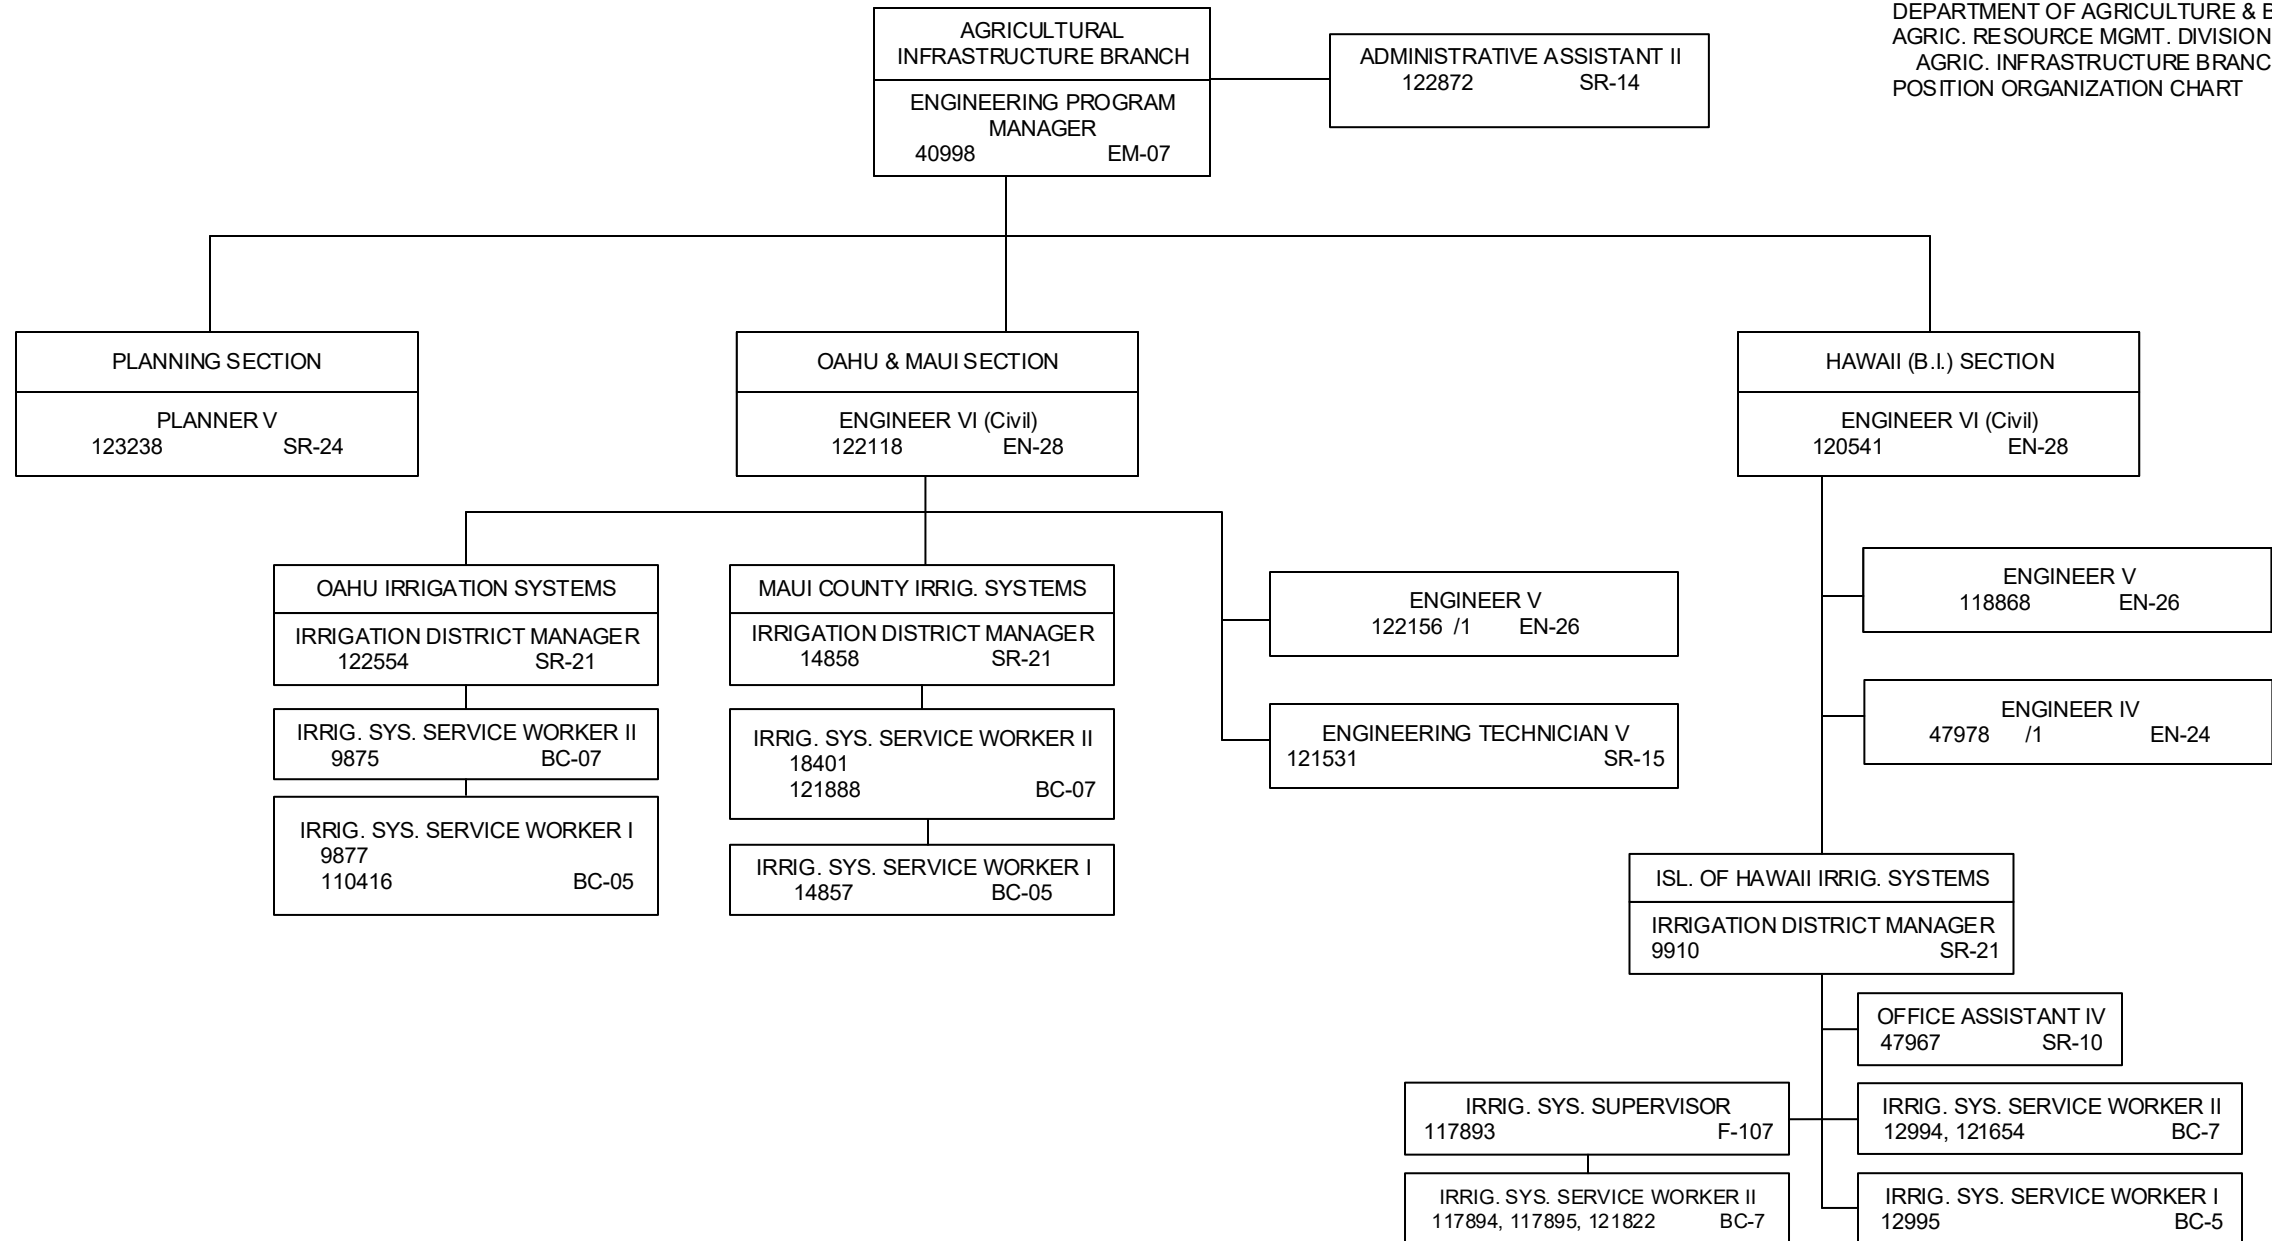 DEPARTMENT OF AGRICULTURE &
AGRIC. RESOURCE MGMT. DIVISION
AGRIC. INFRASTRUCTURE
POSITION ORGANIZATION CHART
AGRICULTURAL
INFRASTRUCTURE BRANCH
ENGINEERING PROGRAM
MANAGER
40998 EM-07
ADMINISTRATIVE ASSISTANT II
122872 SR-14
PLANNING SECTION
PLANNER V
123238 SR-24
OAHU & MAUI SECTION
ENGINEER VI (Civil)
122118 EN-28
HAWAII (B.I.) SECTION
ENGINEER VI (Civil)
120541 EN-28
OAHU IRRIGATION SYSTEMS
IRRIGATION DISTRICT MANAGER
122554 SR-21
IRRIG. SYS. SERVICE WORKER II
9875 BC-07
IRRIG. SYS. SERVICE WORKER I
9877
110416 BC-05
MAUI COUNTY IRRIG. SYSTEMS
IRRIGATION DISTRICT MANAGER
14858 SR-21
IRRIG. SYS. SERVICE WORKER II
18401
121888 BC-07
IRRIG. SYS. SERVICE WORKER I
14857 BC-05
ENGINEER V
122156 /1 EN-26
ENGINEERING TECHNICIAN V
121531 SR-15
ENGINEER V
118868 EN-26
ENGINEER IV
47978 /1 EN-24
ISL. OF HAWAII IRRIG. SYSTEMS
IRRIGATION DISTRICT MANAGER
9910 SR-21
OFFICE ASSISTANT IV
47967 SR-10
IRRIG. SYS. SUPERVISOR
117893 F-107
IRRIG. SYS. SERVICE WORKER II
117894, 117895, 121822 BC-7
IRRIG. SYS. SERVICE WORKER II
12994, 121654 BC-7
IRRIG. SYS. SERVICE WORKER I
12995 BC-5